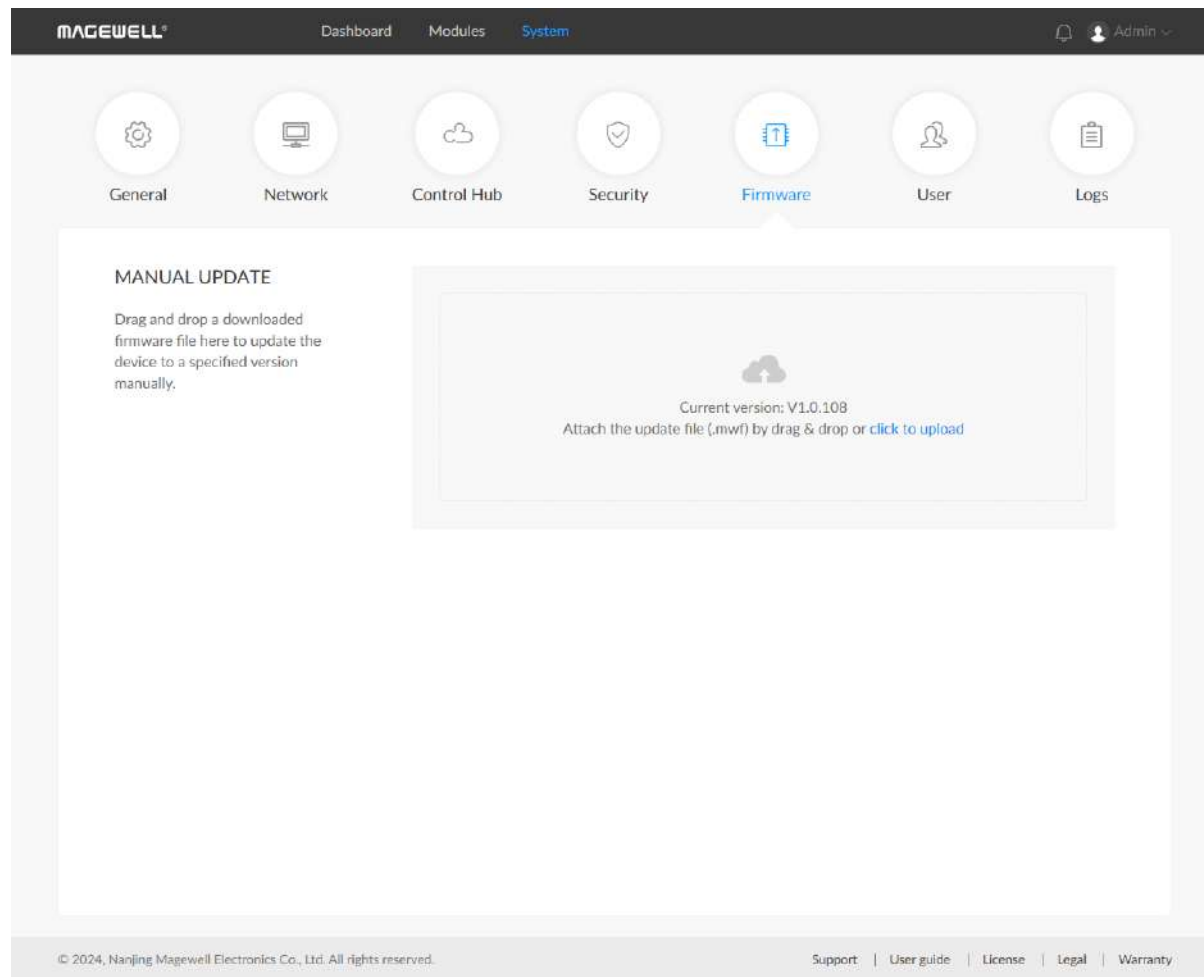 MAGEWELL®
Dashboard Modules System
Admin
General Network Control Hub Security Firmware User Logs
MANUAL UPDATE
Drag and drop a downloaded
firmware file here to update the
device to a specified version
manually.
Current version: V1.0.108
Attach the update file (.mwf) by drag & drop or click to upload
© 2024, Nanjing Magewell Electronics Co., Ltd. All rights reserved.
Support | User guide | License | Legal | Warranty